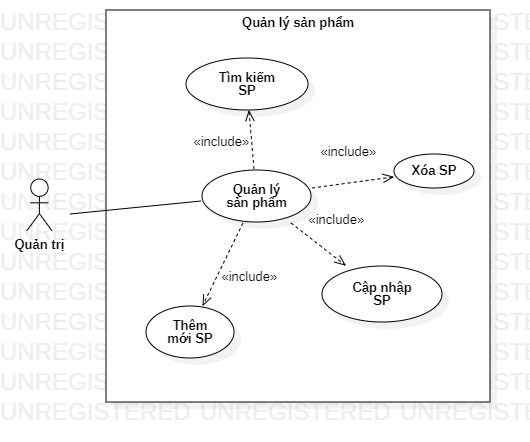 Quản lý sản phẩm
Tìm kiếm
SP
«include»
«include»
Xóa SP
Quản lý
sản phẩm
«include»
Quản trị
«include»
Cập nhập
SP
Thêm
mới SP
UNREGISTERED UNREGISTERED UNREGISTERED